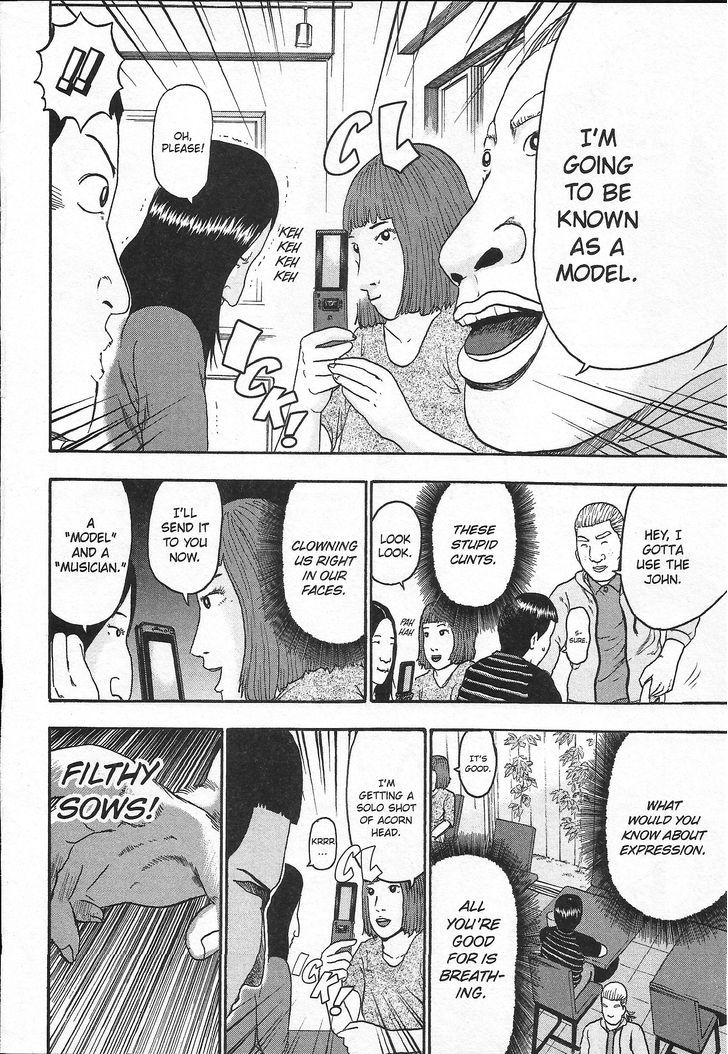 I'M
GOING
TO BE
KNOWN
AS A
MODEL.
CL
ICK!
KEH
KEH
KEH
KEH
OH,
PLEASE!
!!
HEY, I
GOTTA
USE THE
JOHN.
S-
SURE.
THESE
STUPID
CUNTS.
LOOK
LOOK.
PAH
HAH
CLOWNING
US RIGHT
IN OUR
FACES.
I'LL
SEND IT
TO YOU
NOW.
A
"MODEL"
AND A
"MUSICIAN."
WHAT
WOULD YOU
KNOW ABOUT
EXPRESSION.
IT'S
GOOD.
ALL
YOU'RE
GOOD
FOR IS
BREATH-
ING.
I'M
GETTING A
SOLO SHOT
OF ACORN
HEAD.
KRRR
...
CL
ICK!
FILTHY
SOWS!